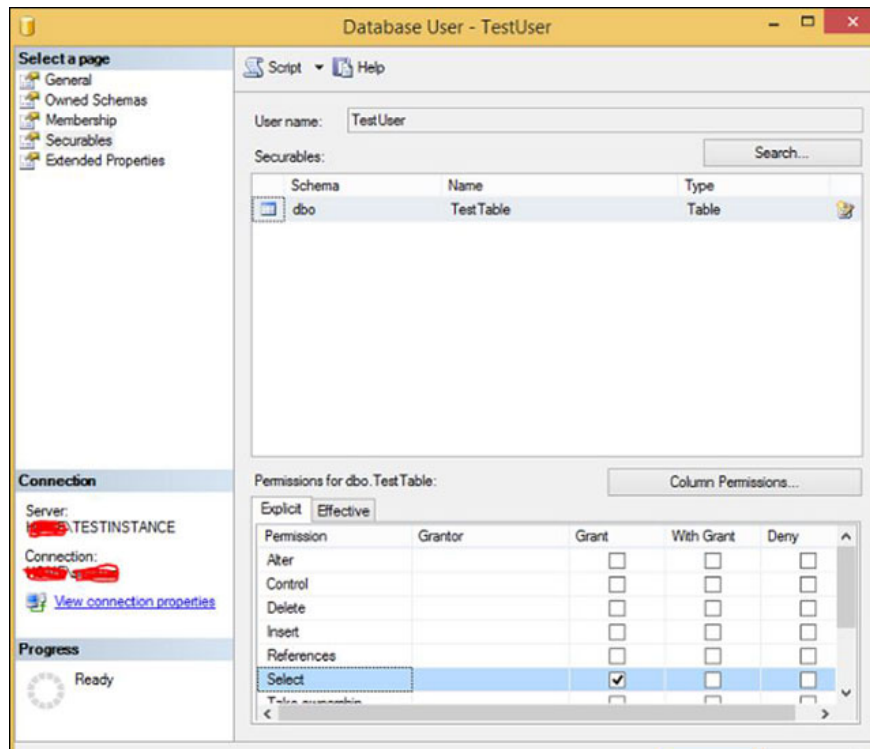 Database User - TestUser
Select a page
General
Owned Schemas
Membership
Securables
Extended Properties
Script Help
User name: TestUser
Securables: Search...
Schema Name Type
dbo TestTable Table
Connection
Server:
\TESTINSTANCE
Connection:
View connection properties
Progress
Ready
Permissions for dbo.TestTable: Column Permissions...
Explicit Effective
Permission Grantor Grant With Grant Deny
Alter
Control
Delete
Insert
References
Select
Take ownership